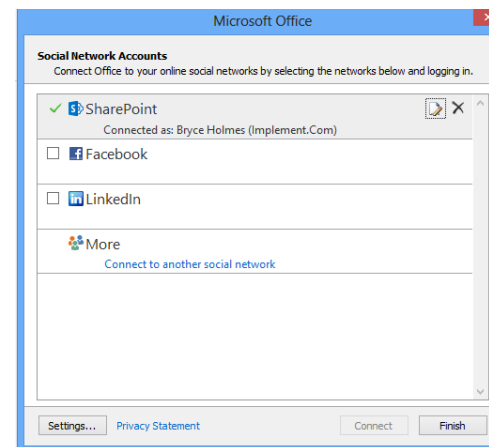 Microsoft Office
Social Network Accounts
Connect Office to your online social networks by selecting the networks below and logging in.
SharePoint
Connected as: Bryce Holmes (Implement.Com)
Facebook
LinkedIn
More
Connect to another social network
Settings... Privacy Statement Connect Finish